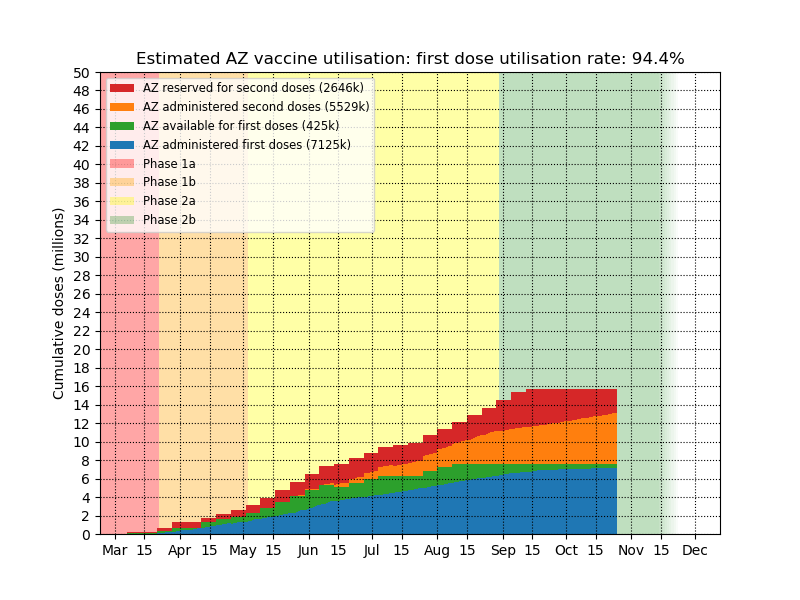 Estimated AZ vaccine utilisation: first dose utilisation rate: 94.4%
Cumulative doses (millions)
50
48
46
44
42
40
38
36
34
32
30
28
26
24
22
20
18
16
14
12
10
8
6
4
2
0
AZ reserved for second doses (2646k)
AZ administered second doses (5529k)
AZ available for first doses (425k)
AZ administered first doses (7125k)
Phase 1a
Phase 1b
Phase 2a
Phase 2b
Mar 15 Apr 15 May 15 Jun 15 Jul 15 Aug 15 Sep 15 Oct 15 Nov 15 Dec